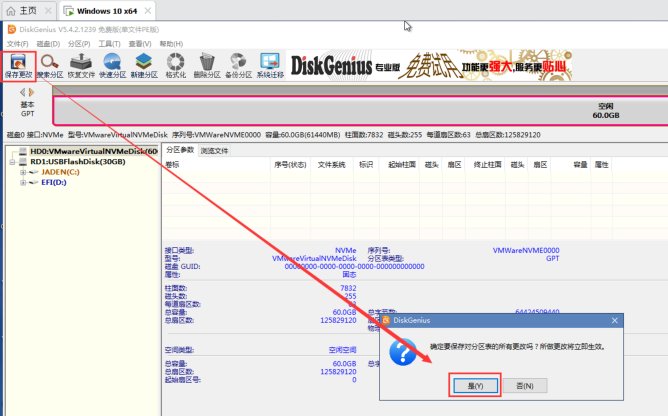 主页
Windows 10 x64
DiskGenius V5.4.2.1239 免费版(单文件PE版)
文件(F) 磁盘(D) 分区(P) 工具(T) 查看(V) 帮助(H)
保存更改 搜索分区 恢复文件 快速分区 新建分区 格式化 删除分区 备份分区 系统迁移
DiskGenius 专业版 免费试用 功能更强大,服务更贴心
基本
GPT
空闲
60.0GB
磁盘0 接口:NVMe 型号:VMwareVirtualNVMeDisk 序列号:VMWareNVME0000 容量:60.0GB(61440MB) 柱面数:7832 磁头数:255 每道扇区数:63 总扇区数:125829120
HD0:VMwareVirtualNVMeDisk(60
RD1:USBFlashDisk(30GB)
JADEN(C:)
EFI(D:)
分区参数 浏览文件
卷标 序号(状态) 文件系统 标识 起始柱面 磁头 扇区 终止柱面 磁头 扇区 容量 属性
接口类型: NVMe 序列号: VMWareNVME0000
型号: VMwareVirtualNVMeDisk 分区表类型: GPT
磁盘 GUID: 00000000-0000-0000-0000-000000000000
属性: 固态
柱面数: 7832
磁头数: 255
每道扇区数: 63
总容量: 60.0GB 总字节数: 64424509440
总扇区数: 125829120
空闲类型: 空闲空间
总容量: 60.0GB
总扇区数: 125829120
起始扇区号: 0
DiskGenius
确定要保存对分区表的所有更改吗？所做更改将立即生效。
是(Y) 否(N)